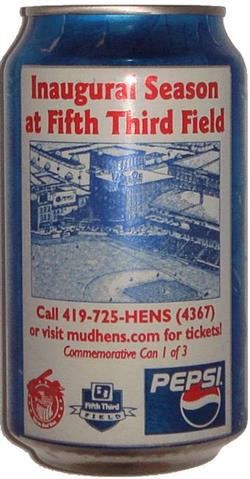 Inaugural Season
at Fifth Third Field
Call 419-725-HENS (4367)
or visit mudhens.com for tickets!
Commemorative Can 1 of 3
PEPSI
Fifth Third
FIELD